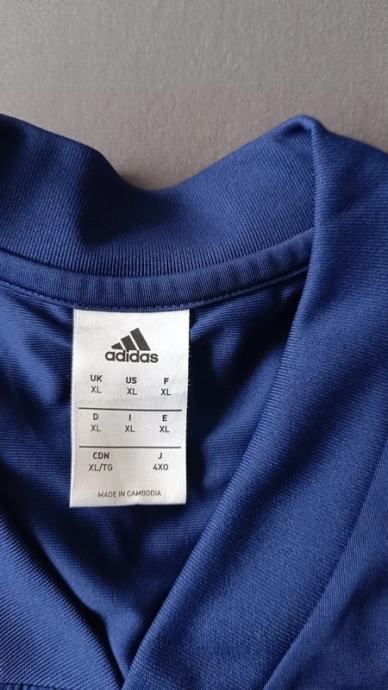 adidas
UK US F
XL XL XL
D I E
XL XL XL
CDN J
XL/TG 4XO
MADE IN CAMBODIA